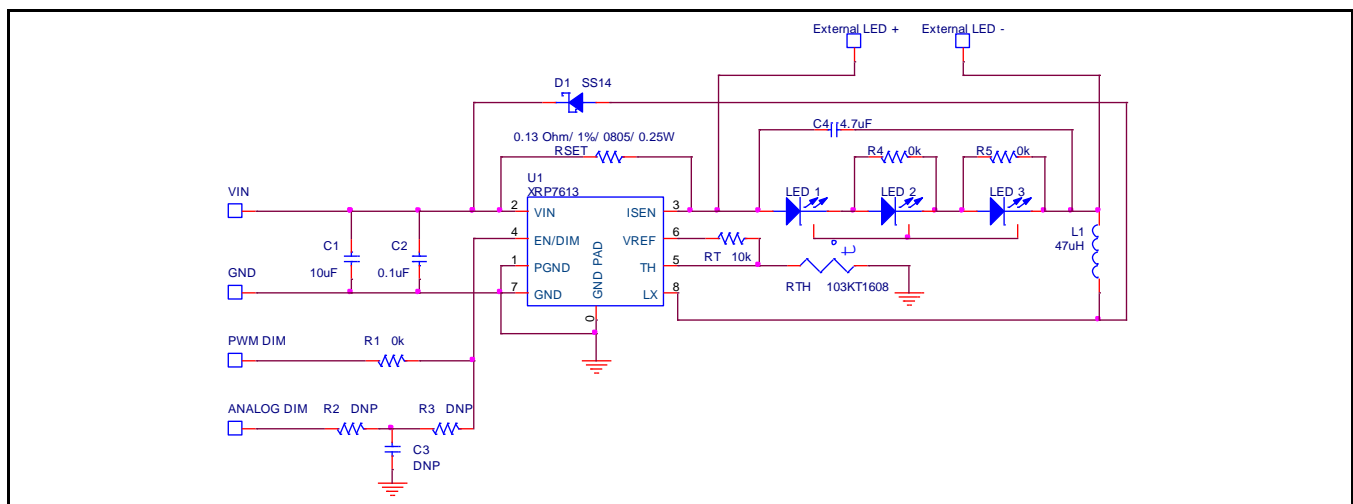 External LED +
External LED -
D1 SS14
C4 4.7uF
0.13 Ohm/ 1%/ 0805/ 0.25W
RSET
R4 0k
R5 0k
U1
XRP7613
LED 1
LED 2
LED 3
VIN
2 VIN
ISEN 3
4 EN/DIM
VREF 6
C1
10uF
C2
0.1uF
RT 10k
L1
47uH
GND
1 PGND
TH 5
GND PAD
7 GND
LX 8
RTH 103KT1608
t
0
PWM DIM
R1 0k
ANALOG DIM
R2 DNP
R3 DNP
C3
DNP